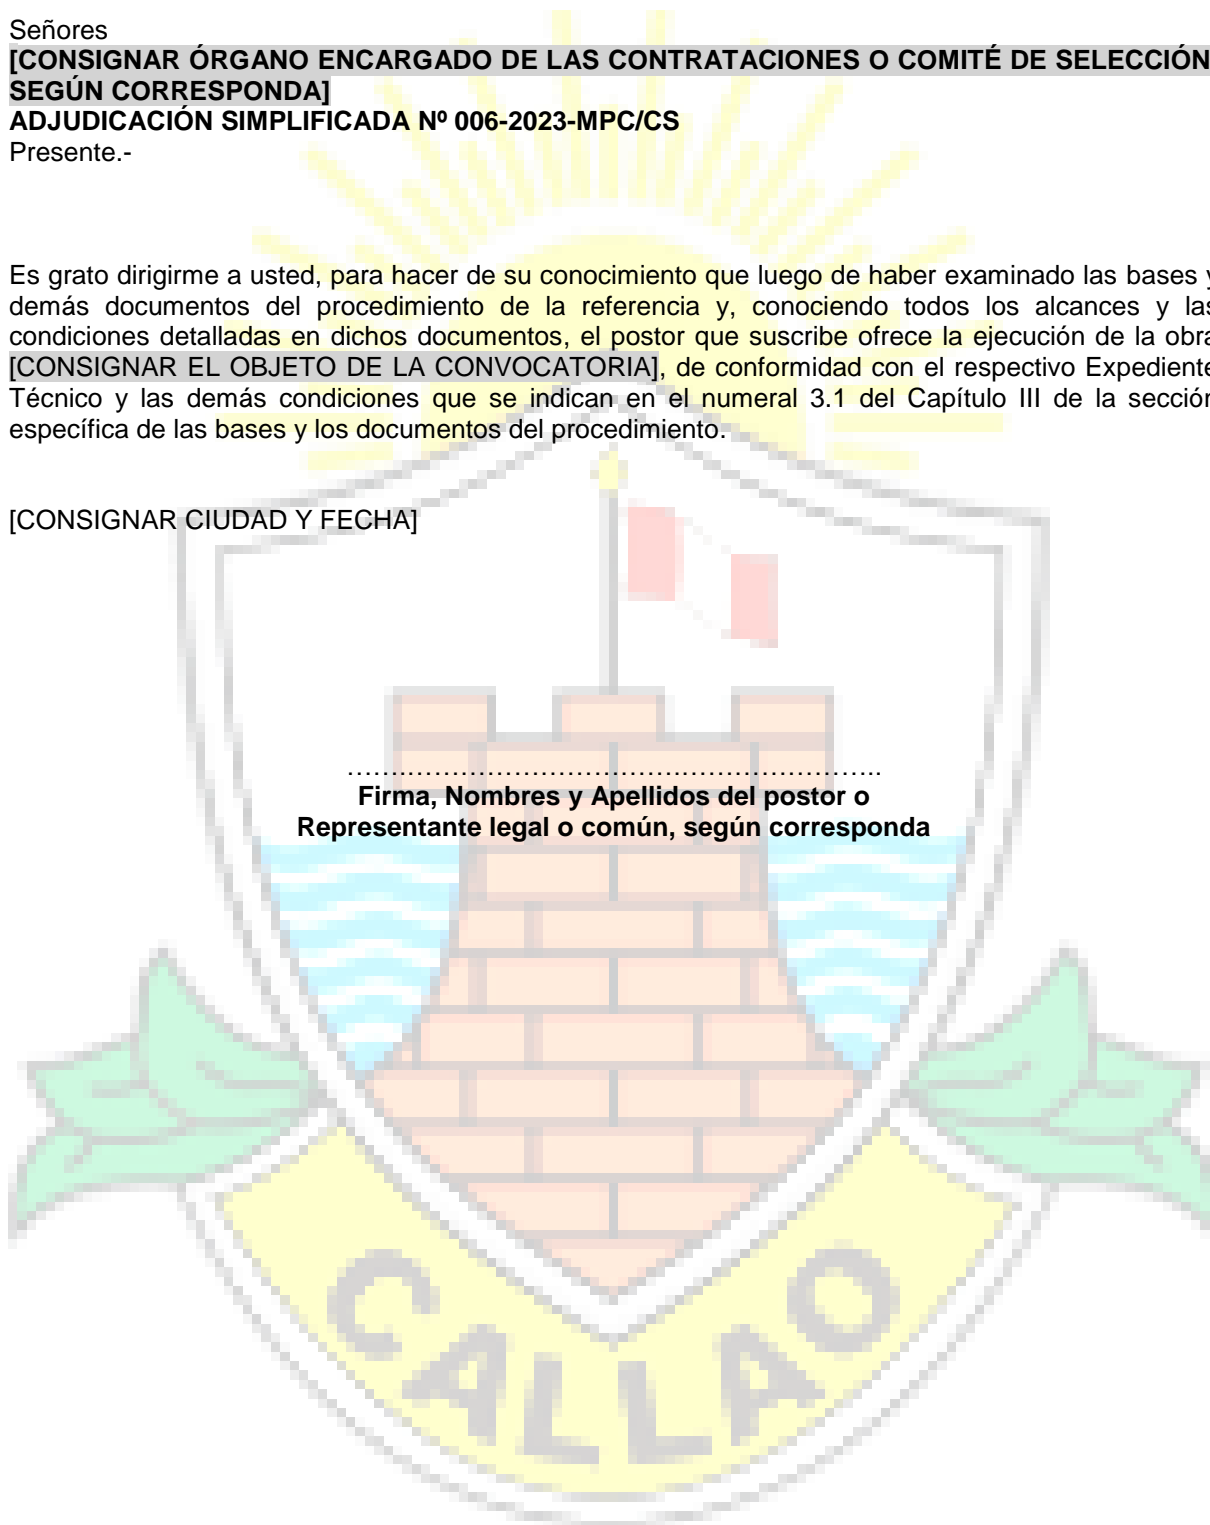 Señores
[CONSIGNAR ÓRGANO ENCARGADO DE LAS CONTRATACIONES O COMITÉ DE SELECCIÓN
SEGÚN CORRESPONDA]
ADJUDICACIÓN SIMPLIFICADA Nº 006-2023-MPC/CS
Presente.-
Es grato dirigirme a usted, para hacer de su conocimiento que luego de haber examinado las bases y
demás documentos del procedimiento de la referencia y, conociendo todos los alcances y las
condiciones detalladas en dichos documentos, el postor que suscribe ofrece la ejecución de la obra
[CONSIGNAR EL OBJETO DE LA CONVOCATORIA], de conformidad con el respectivo Expediente
Técnico y las demás condiciones que se indican en el numeral 3.1 del Capítulo III de la sección
específica de las bases y los documentos del procedimiento.
[CONSIGNAR CIUDAD Y FECHA]
…….………………………….…………………..
Firma, Nombres y Apellidos del postor o
Representante legal o común, según corresponda
CALLAO